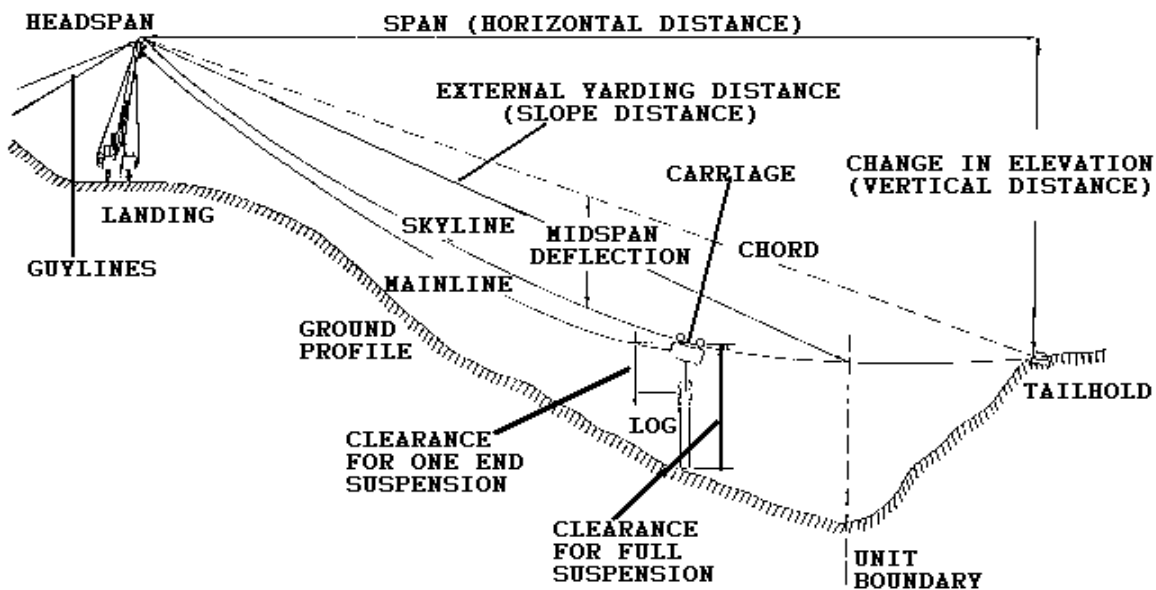 HEADSPAN
SPAN (HORIZONTAL DISTANCE)
EXTERNAL YARDING DISTANCE
(SLOPE DISTANCE)
CARRIAGE
CHANGE IN ELEVATION
(VERTICAL DISTANCE)
LANDING
SKYLINE
MIDSPAN
DEFLECTION
CHORD
GUYLINES
MAINLINE
GROUND
PROFILE
TAILHOLD
LOG
CLEARANCE
FOR ONE END
SUSPENSION
CLEARANCE
FOR FULL
SUSPENSION
UNIT
BOUNDARY